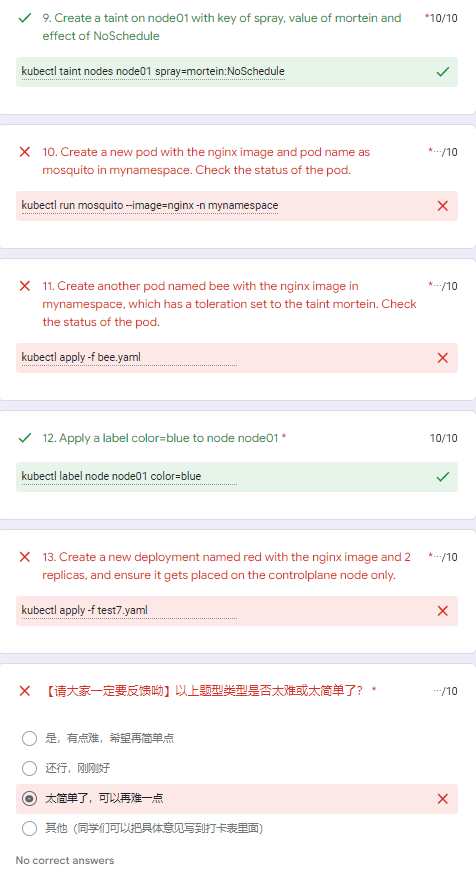 9. Create a taint on node01 with key of spray, value of mortein and
*10/10
effect of NoSchedule
kubectl taint nodes node01 spray=mortein:NoSchedule
10. Create a new pod with the nginx image and pod name as
*···/10
mosquito in mynamespace. Check the status of the pod.
kubectl run mosquito --image=nginx -n mynamespace
11. Create another pod named bee with the nginx image in
*···/10
mynamespace, which has a toleration set to the taint mortein. Check
the status of the pod.
kubectl apply -f bee.yaml
12. Apply a label color=blue to node node01 *
10/10
kubectl label node node01 color=blue
13. Create a new deployment named red with the nginx image and 2
*···/10
replicas, and ensure it gets placed on the controlplane node only.
kubectl apply -f test7.yaml
【请大家一定要反馈呦】以上题型类型是否太难或太简单了？ *
···/10
是，有点难，希望再简单点
还行，刚刚好
太简单了，可以再难一点
其他（同学们可以把具体意见写到打卡表里面）
No correct answers